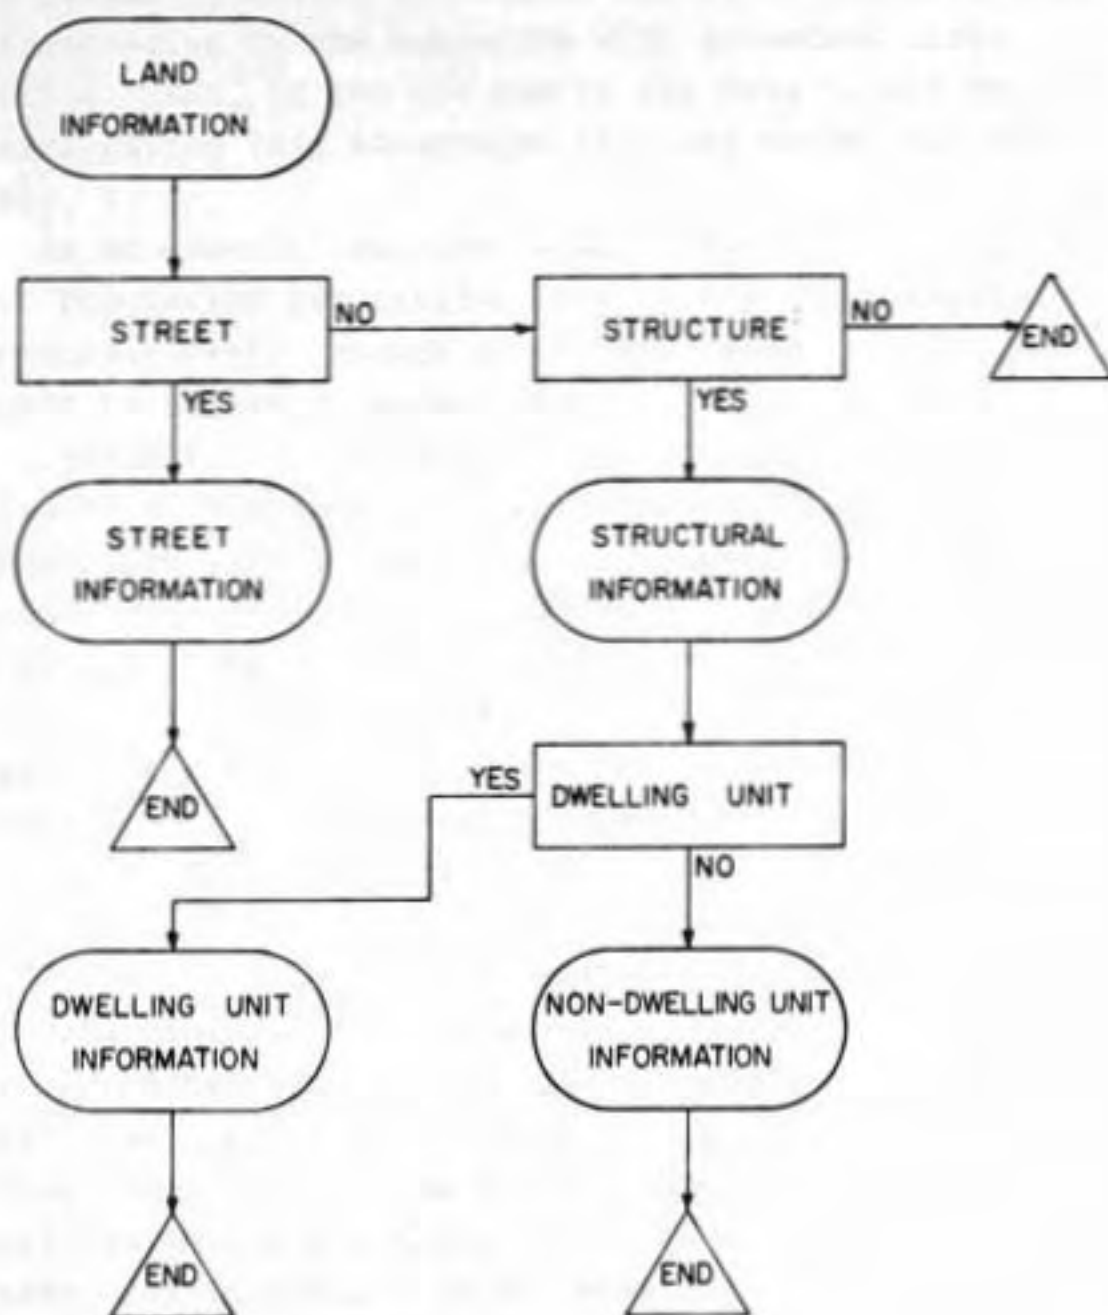 LAND
INFORMATION
STREET
NO
STRUCTURE
NO
END
YES
YES
STREET
INFORMATION
STRUCTURAL
INFORMATION
END
YES
DWELLING UNIT
NO
DWELLING UNIT
INFORMATION
NON-DWELLING UNIT
INFORMATION
END
END